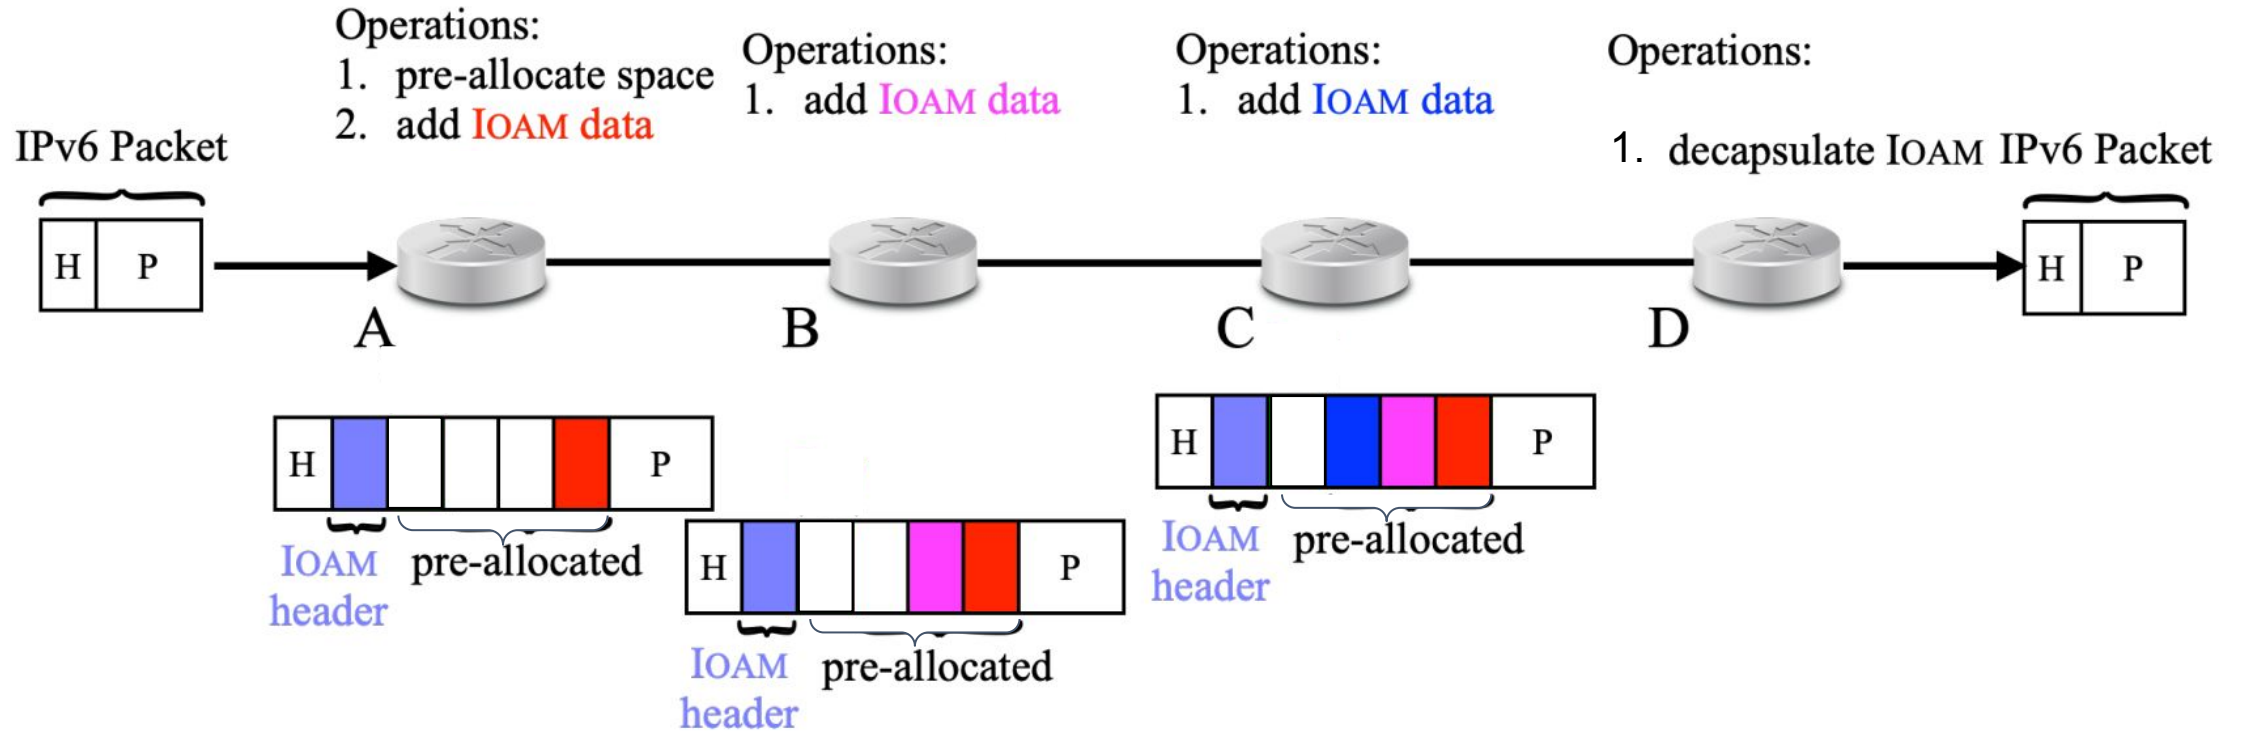 Operations:
1. pre-allocate space
2. add IOAM data
Operations:
1. add IOAM data
Operations:
1. add IOAM data
Operations:
1. decapsulate IOAM
IPv6 Packet
IPv6 Packet
H P
H P
A
B
C
D
H P
IOAM
header
pre-allocated
H P
IOAM
header
pre-allocated
H P
IOAM
header
pre-allocated